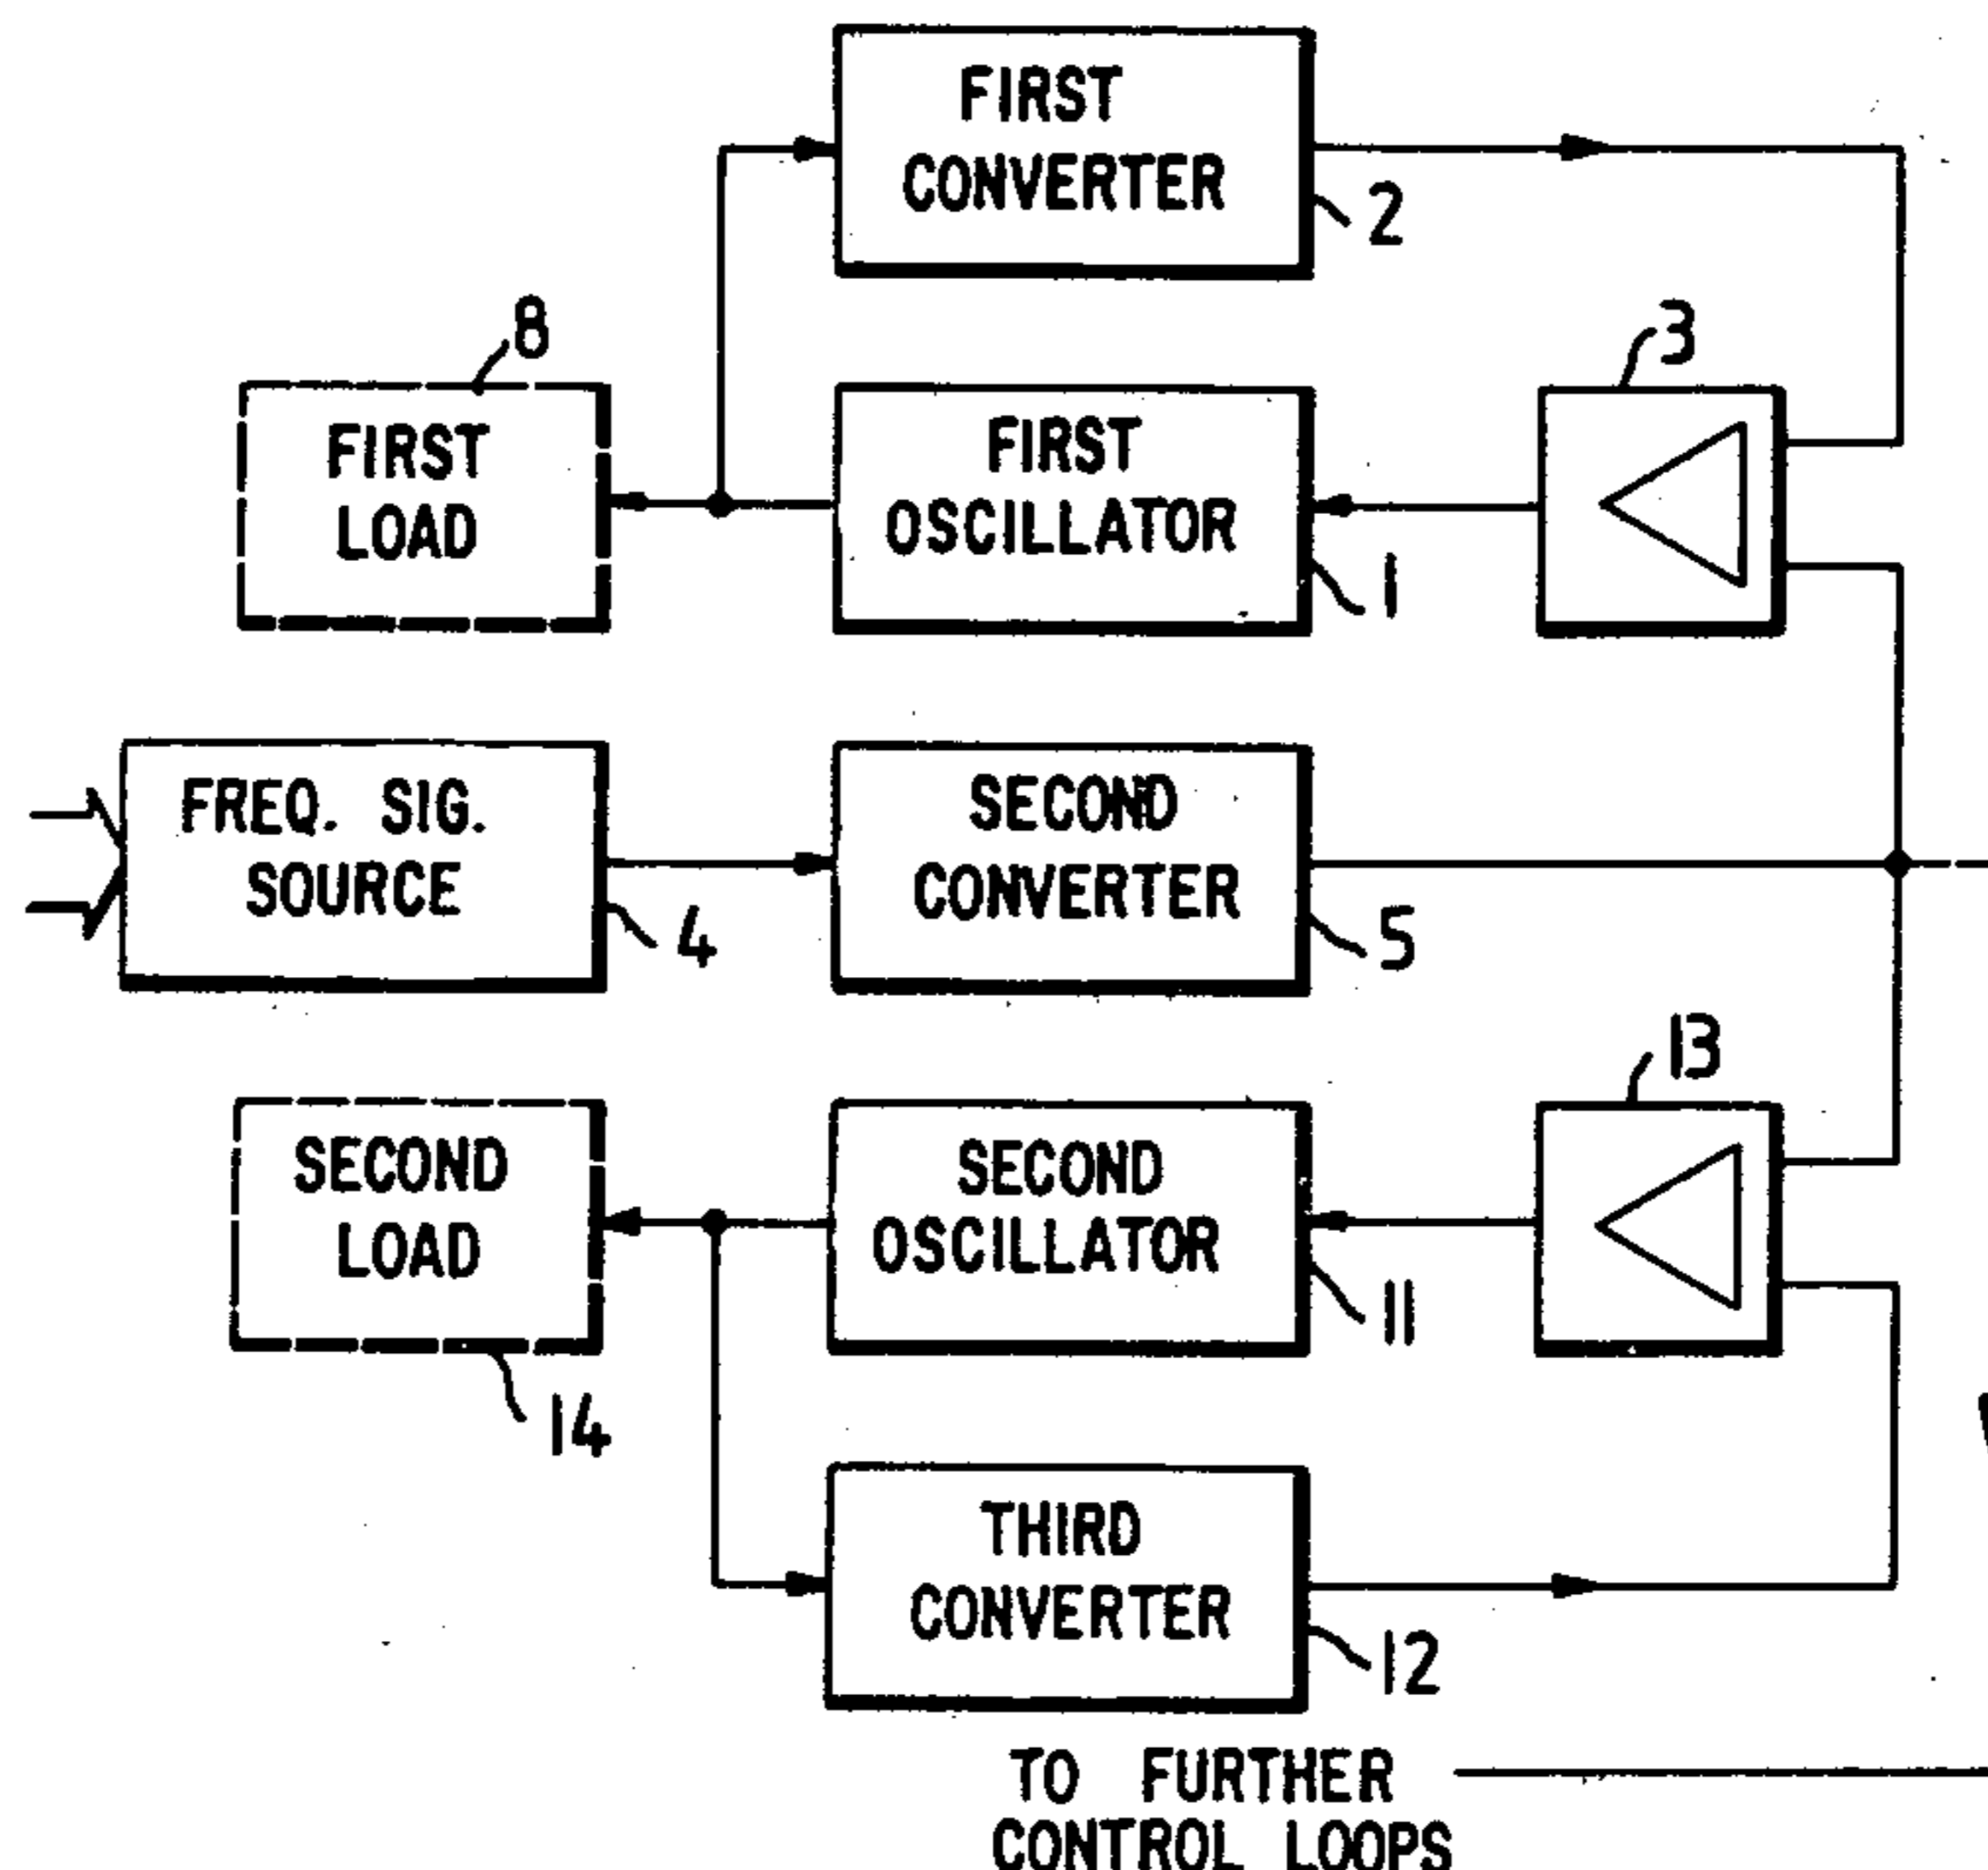 FIRST
CONVERTER
2
8
3
FIRST
LOAD
FIRST
OSCILLATOR
1
FREQ. SIG.
SOURCE
4
SECOND
CONVERTER
5
13
SECOND
LOAD
14
SECOND
OSCILLATOR
11
THIRD
CONVERTER
12
TO FURTHER
CONTROL LOOPS